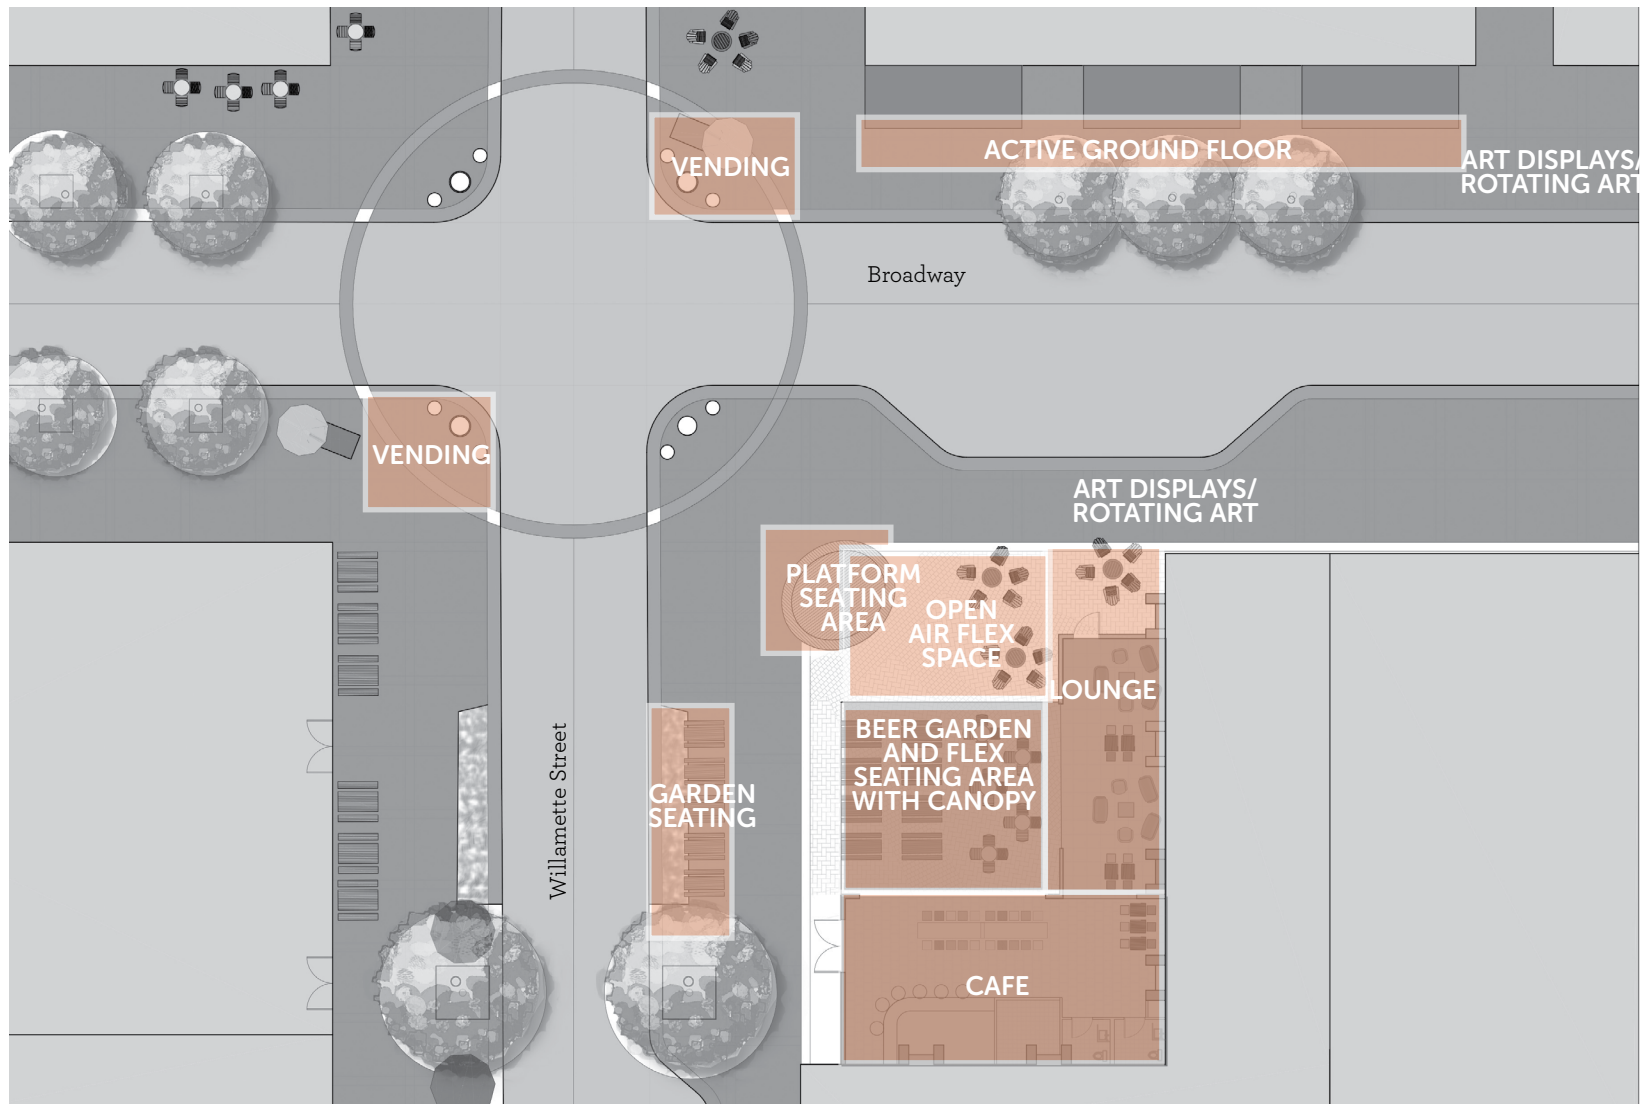 VENDING
ACTIVE GROUND FLOOR
ART DISPLAYS/
ROTATING ART
Broadway
VENDING
ART DISPLAYS/
ROTATING ART
PLATFORM
SEATING
AREA
OPEN
AIR FLEX
SPACE
LOUNGE
BEER GARDEN
AND FLEX
SEATING AREA
WITH CANOPY
GARDEN
SEATING
Willamette Street
CAFE